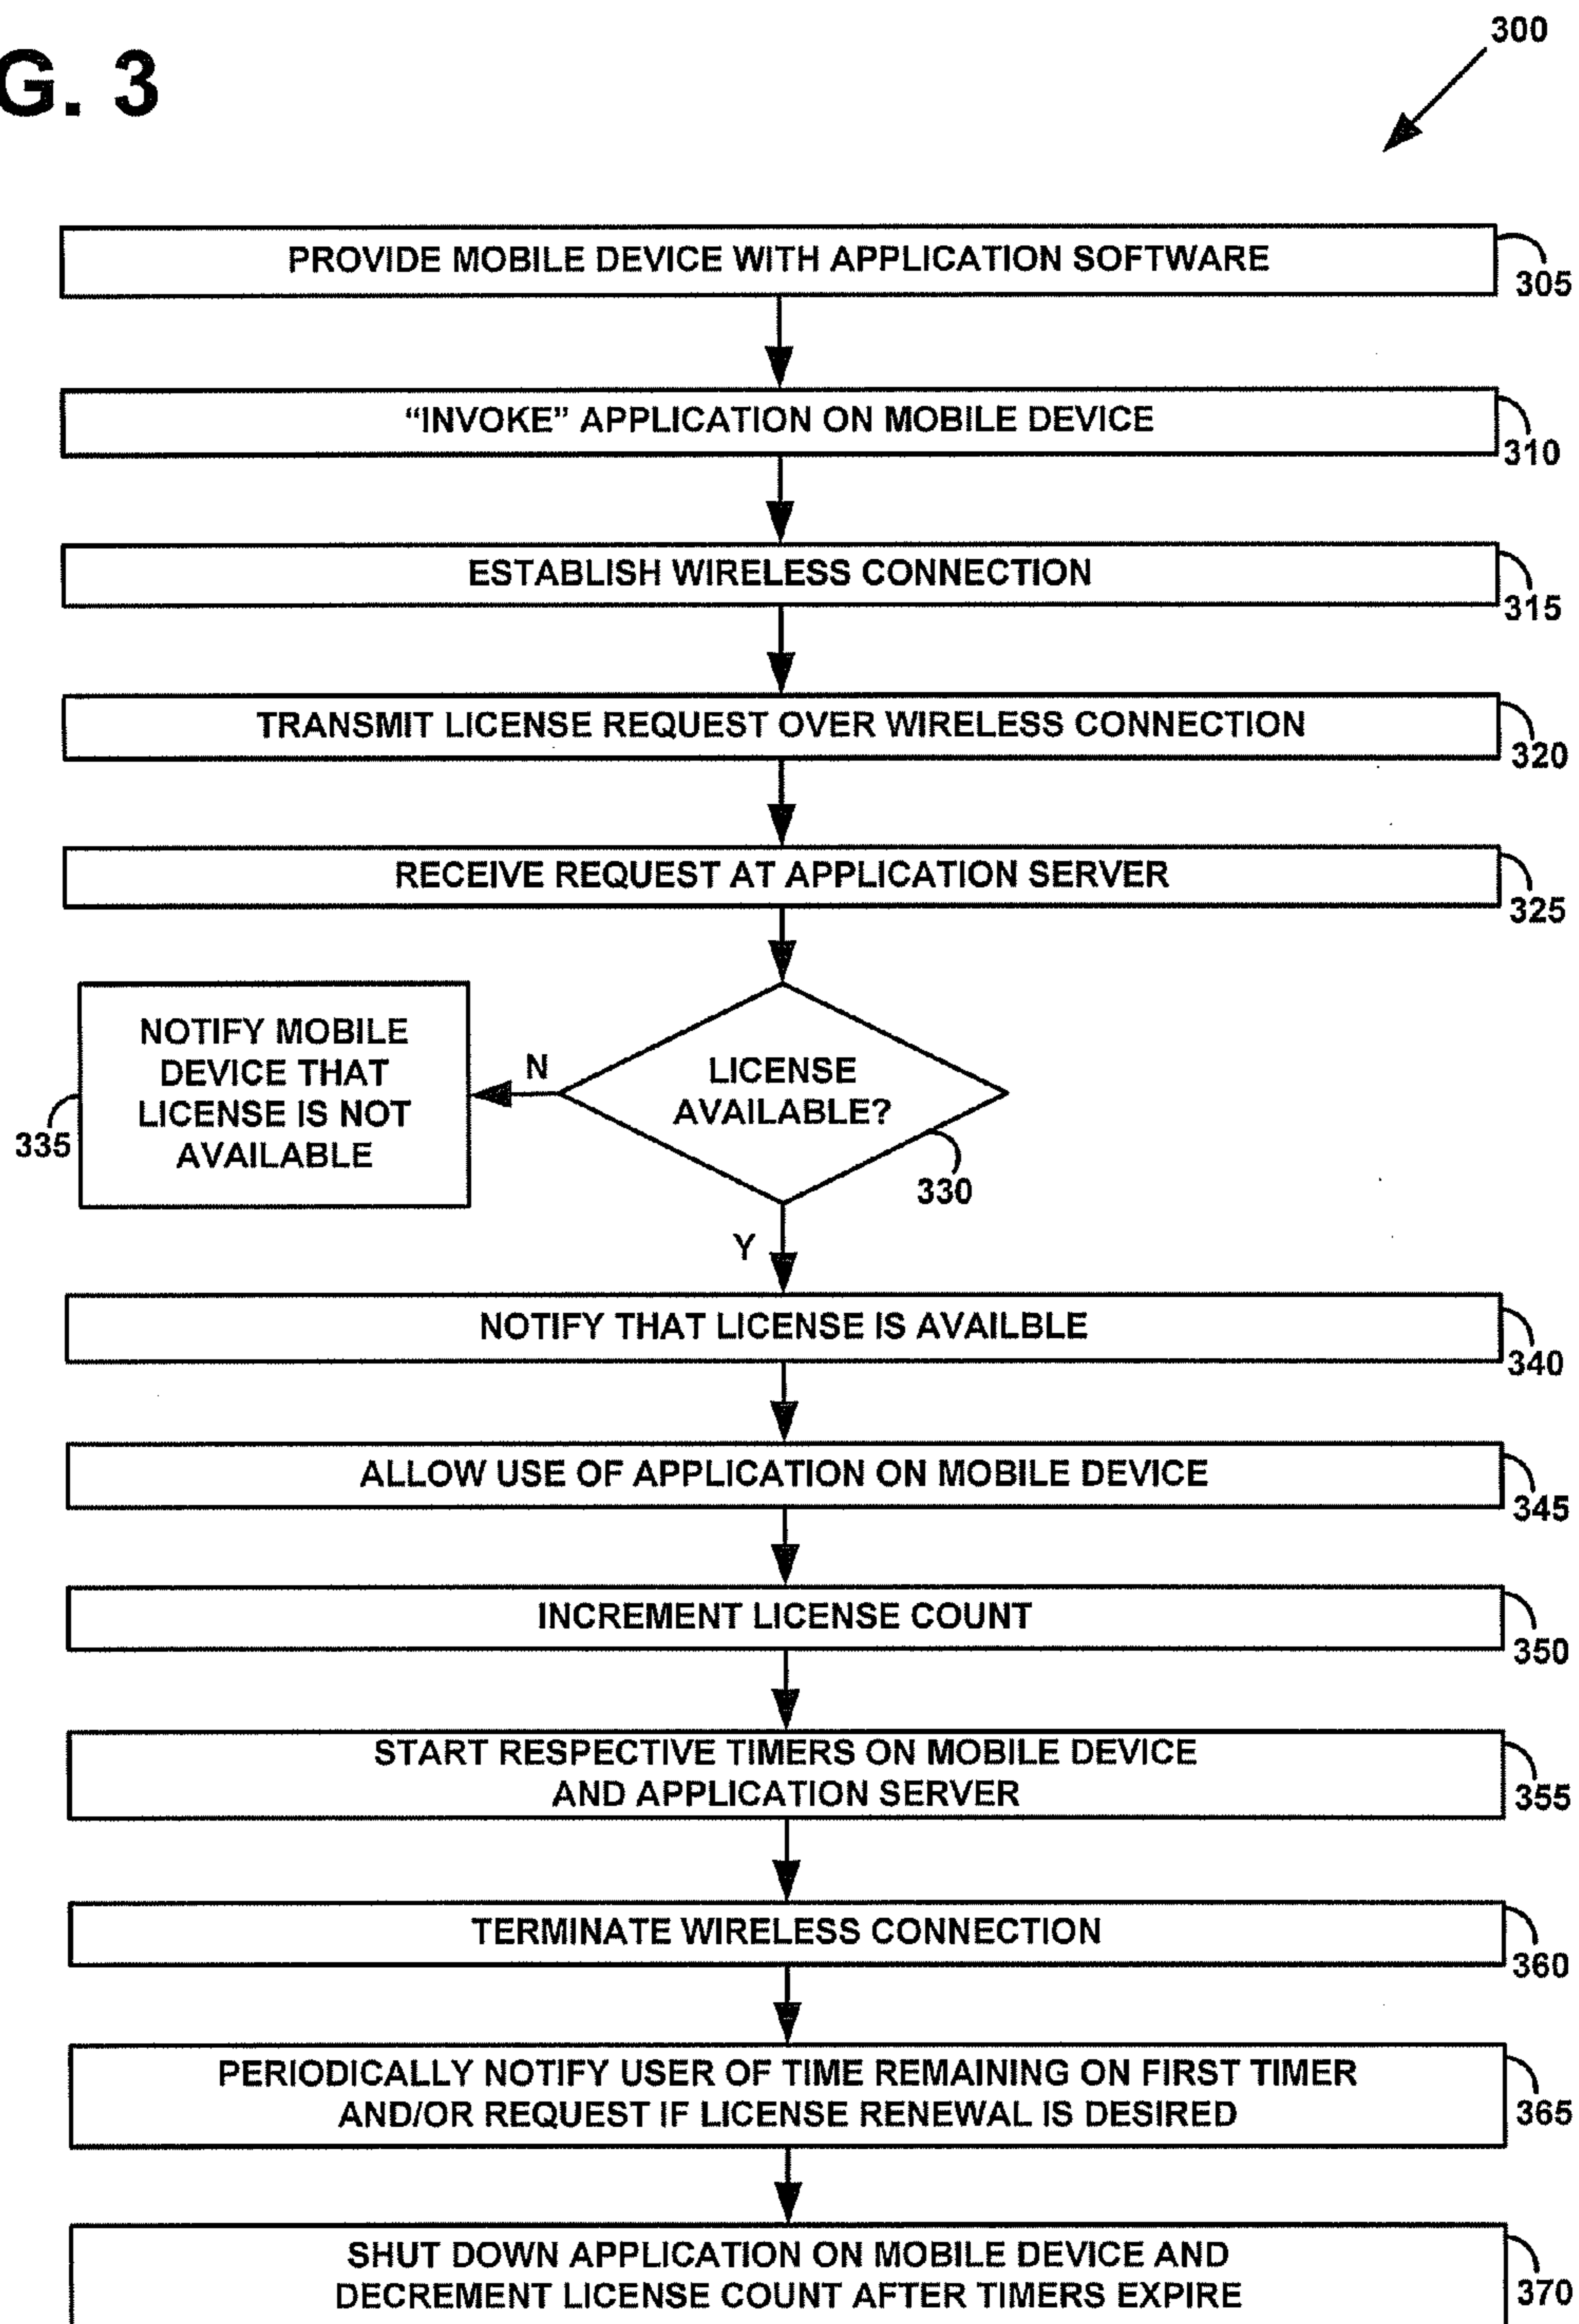 G. 3
300
PROVIDE MOBILE DEVICE WITH APPLICATION SOFTWARE
305
“INVOKE” APPLICATION ON MOBILE DEVICE
310
ESTABLISH WIRELESS CONNECTION
315
TRANSMIT LICENSE REQUEST OVER WIRELESS CONNECTION
320
RECEIVE REQUEST AT APPLICATION SERVER
325
NOTIFY MOBILE
DEVICE THAT
LICENSE IS NOT
AVAILABLE
335
N
LICENSE
AVAILABLE?
330
Y
NOTIFY THAT LICENSE IS AVAILBLE
340
ALLOW USE OF APPLICATION ON MOBILE DEVICE
345
INCREMENT LICENSE COUNT
350
START RESPECTIVE TIMERS ON MOBILE DEVICE
AND APPLICATION SERVER
355
TERMINATE WIRELESS CONNECTION
360
PERIODICALLY NOTIFY USER OF TIME REMAINING ON FIRST TIMER
AND/OR REQUEST IF LICENSE RENEWAL IS DESIRED
365
SHUT DOWN APPLICATION ON MOBILE DEVICE AND
DECREMENT LICENSE COUNT AFTER TIMERS EXPIRE
370